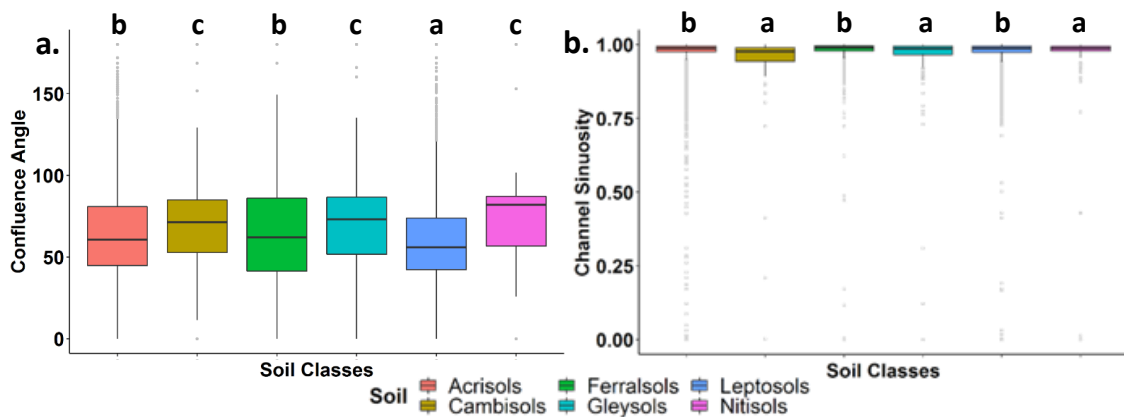 a.
b c b c a c
Confluence Angle
150
100
50
0
Soil Classes
b.
b a b a b a
Channel Sinuosity
1.00
0.75
0.50
0.25
0.00
Soil Classes
Soil
Acrisols Ferralsols Leptosols
Cambisols Gleysols Nitisols